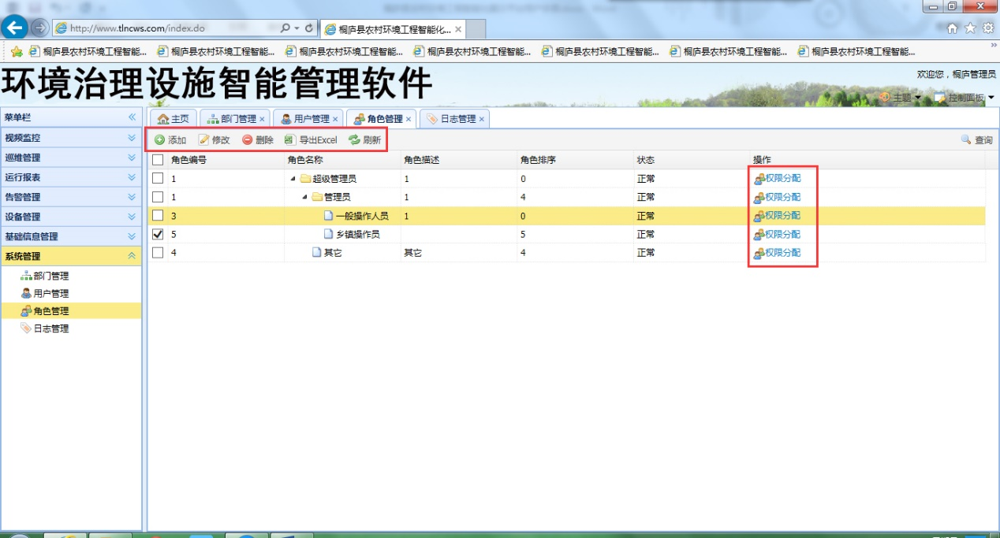 http://www.tlncws.com/index.do
桐庐县农村环境工程智能化...
桐庐县农村环境工程智能... 桐庐县农村环境工程智能... 桐庐县农村环境工程智能... 桐庐县农村环境工程智能... 桐庐县农村环境工程智能... 桐庐县农村环境工程智能... 桐庐县农村环境工程智能...
环境治理设施智能管理软件
欢迎您，桐庐管理员
主题 控制面板
菜单栏
视频监控
巡维管理
运行报表
告警管理
设备管理
基础信息管理
系统管理
部门管理
用户管理
角色管理
日志管理
主页 部门管理 用户管理 角色管理 日志管理
添加 修改 删除 导出Excel 刷新 查询
角色编号 角色名称 角色描述 角色排序 状态 操作
1 超级管理员 1 0 正常 权限分配
1 管理员 1 4 正常 权限分配
3 一般操作人员 1 0 正常 权限分配
5 乡镇操作员 5 正常 权限分配
4 其它 其它 4 正常 权限分配